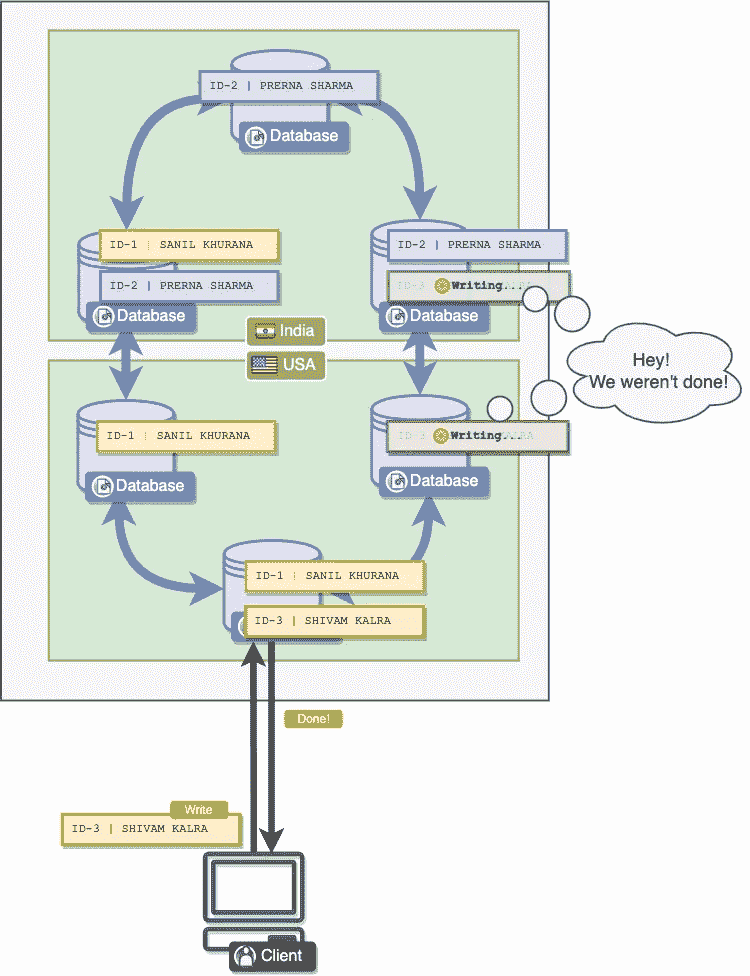 ID-2 | PRERNA SHARMA
Database
ID-1 | SANIL KHURANA
ID-2 | PRERNA SHARMA
Database
ID-2 | PRERNA SHARMA
ID-3 Writing...
Database
India
USA
Hey!
We weren't done!
ID-1 | SANIL KHURANA
Database
Writing...
Database
ID-1 | SANIL KHURANA
ID-3 | SHIVAM KALRA
Done!
Write
ID-3 | SHIVAM KALRA
Client